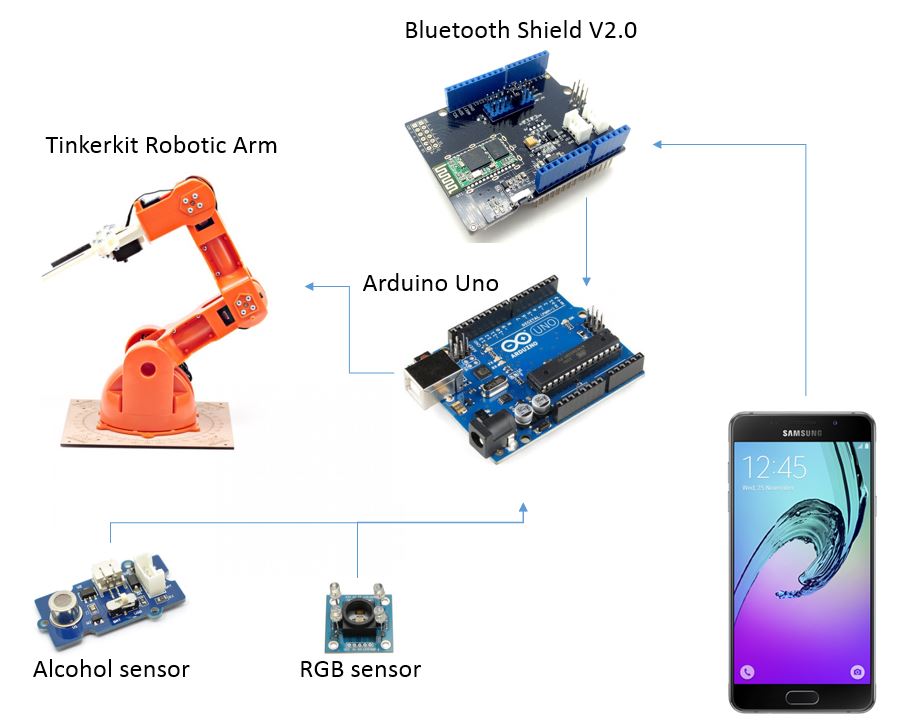 Bluetooth Shield V2.0
Tinkerkit Robotic Arm
Arduino Uno
UNO
ARDUINO
SAMSUNG
12:45
Wed, 25 November
Alcohol sensor
RGB sensor